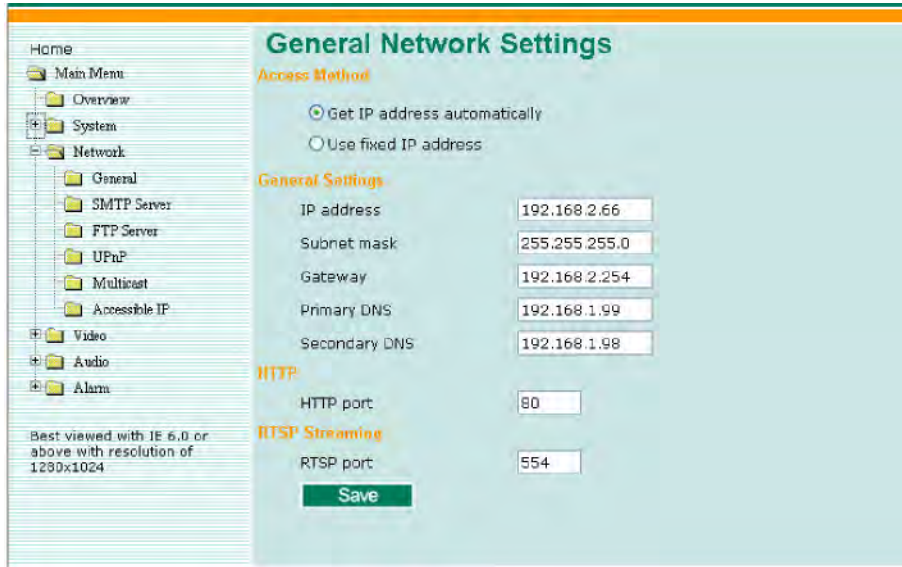 Home
Main Menu
Overview
System
Network
General
SMTP Server
FTP Server
UPnP
Multicast
Accessible IP
Video
Audio
Alarm
Best viewed with IE 6.0 or
above with resolution of
1280x1024
General Network Settings
Access Method
Get IP address automatically
Use fixed IP address
General Settings
IP address 192.168.2.66
Subnet mask 255.255.255.0
Gateway 192.168.2.254
Primary DNS 192.168.1.99
Secondary DNS 192.168.1.98
HTTP
HTTP port 80
RTSP Streaming
RTSP port 554
Save